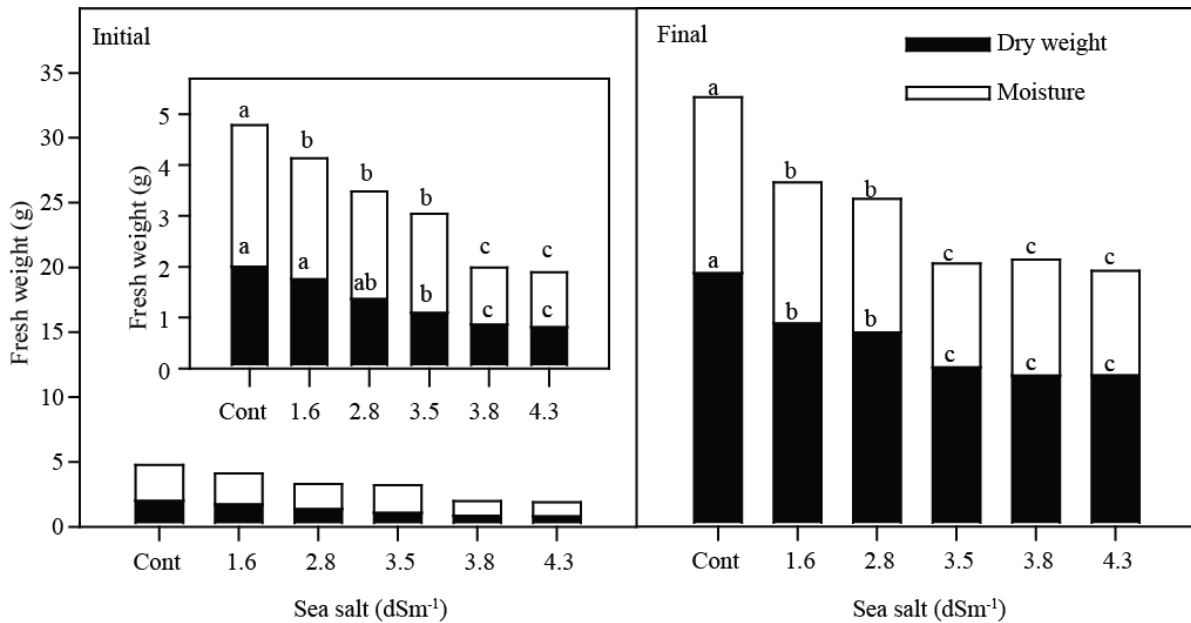 Initial
Final
Dry weight
Moisture
Fresh weight (g)
35
30
25
20
15
10
5
0
Fresh weight (g)
5
4
3
2
1
0
a
b
b
b
c
c
a
a
ab
b
c
c
Cont 1.6 2.8 3.5 3.8 4.3
Cont 1.6 2.8 3.5 3.8 4.3
Sea salt (dSm⁻¹)
a
b
b
c
c
c
a
b
b
c
c
c
Cont 1.6 2.8 3.5 3.8 4.3
Sea salt (dSm⁻¹)